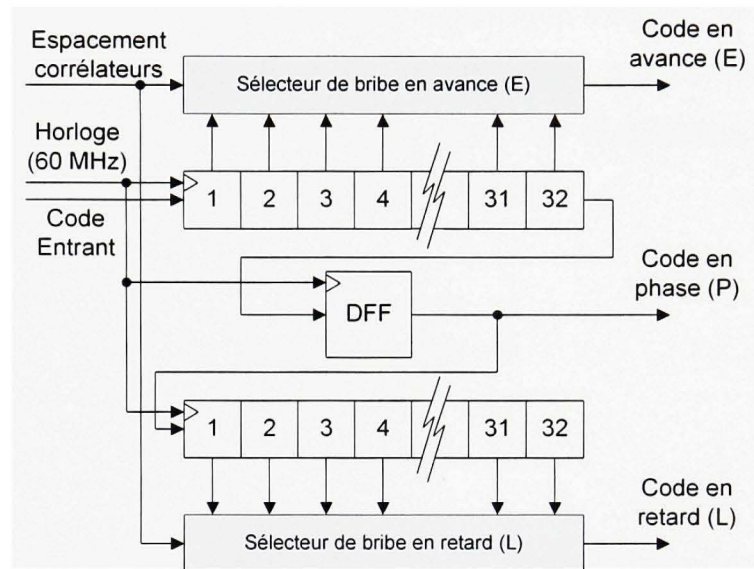 Espacement
corrélateurs
Sélecteur de bribe en avance (E)
Code en
avance (E)
Horloge
(60 MHz)
1 2 3 4 31 32
Code
Entrant
DFF
Code en
phase (P)
1 2 3 4 31 32
Sélecteur de bribe en retard (L)
Code en
retard (L)